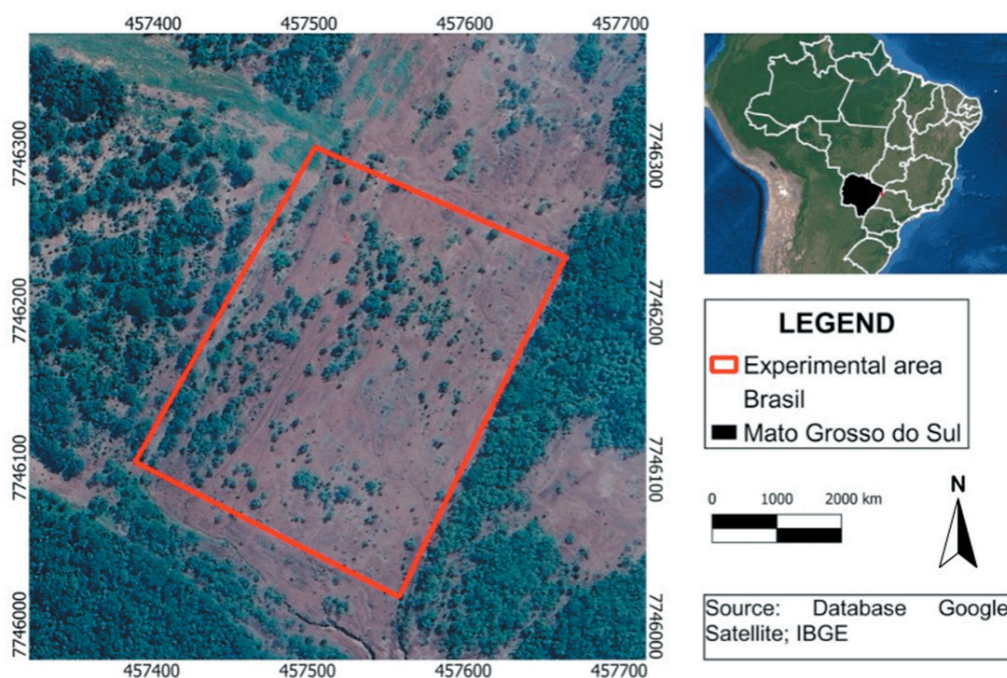 457400 457500 457600 457700
7746300
7746200
7746100
7746000
7746300
7746200
7746100
7746000
457400 457500 457600 457700
LEGEND
Experimental area
Brasil
Mato Grosso do Sul
0 1000 2000 km
N
Source: Database Google
Satellite; IBGE